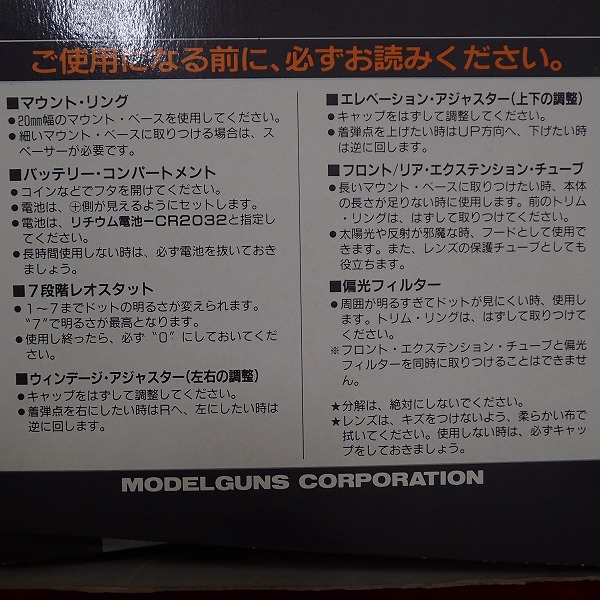 ご使用になる前に、必ずお読みください。
■マウント・リング
●20mm幅のマウント・ベースを使用してください。
●細いマウント・ベースに取りつける場合は、ス
ペーサーが必要です。
■バッテリー・コンパートメント
●コインなどでフタを開けてください。
●電池は、⊕側が見えるようにセットします。
●電池は、リチウム電池-CR2032と指定し
てください。
●長時間使用しない時は、必ず電池を抜いておき
ましょう。
■7段階レオスタット
●1〜7までドットの明るさが変えられます。
“7”で明るさが最高となります。
●使用し終ったら、必ず“0”にしておいてくだ
さい。
■ウィンデージ・アジャスター(左右の調整)
●キャップをはずして調整してください。
●着弾点を右にしたい時はRへ、左にしたい時は
逆に回します。
■エレベーション・アジャスター(上下の調整)
●キャップをはずして調整してください。
●着弾点を上げたい時はUP方向へ、下げたい時
は逆に回します。
■フロント/リア・エクステンション・チューブ
●長いマウント・ベースに取りつけたい時、本体
の長さが足りない時に使用します。前のトリム
・リングは、はずして取りつけてください。
●太陽光や反射が邪魔な時、フードとして使用で
きます。また、レンズの保護チューブとしても
役立ちます。
■偏光フィルター
●周囲が明るすぎてドットが見にくい時、使用し
ます。トリム・リングは、はずして取りつけて
ください。
※フロント・エクステンション・チューブと偏光
フィルターを同時に取りつけることはできませ
ん。
★分解は、絶対にしないでください。
★レンズは、キズをつけないよう、柔らかい布で
拭いてください。使用しない時は、必ずキャッ
プをしておきましょう。
MODELGUNS CORPORATION